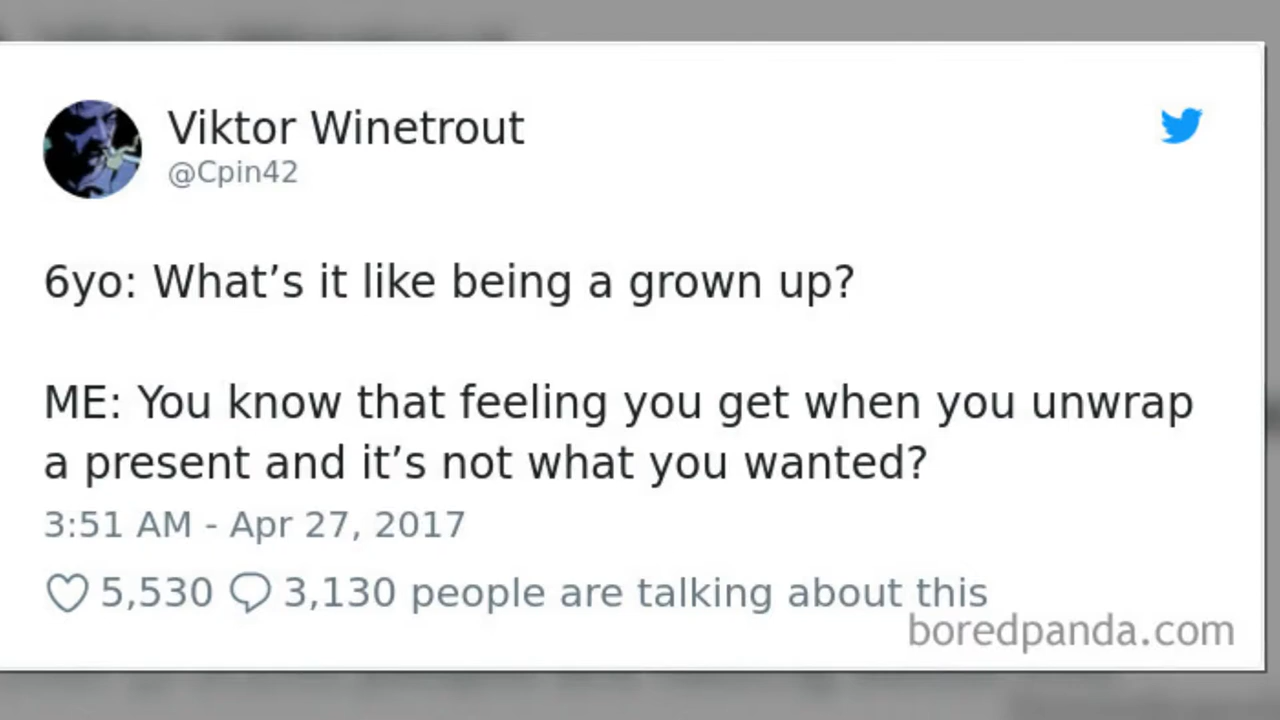 Viktor Winetrout
@Cpin42
6yo: What’s it like being a grown up?
ME: You know that feeling you get when you unwrap
a present and it’s not what you wanted?
3:51 AM - Apr 27, 2017
5,530 3,130 people are talking about this
boredpanda.com